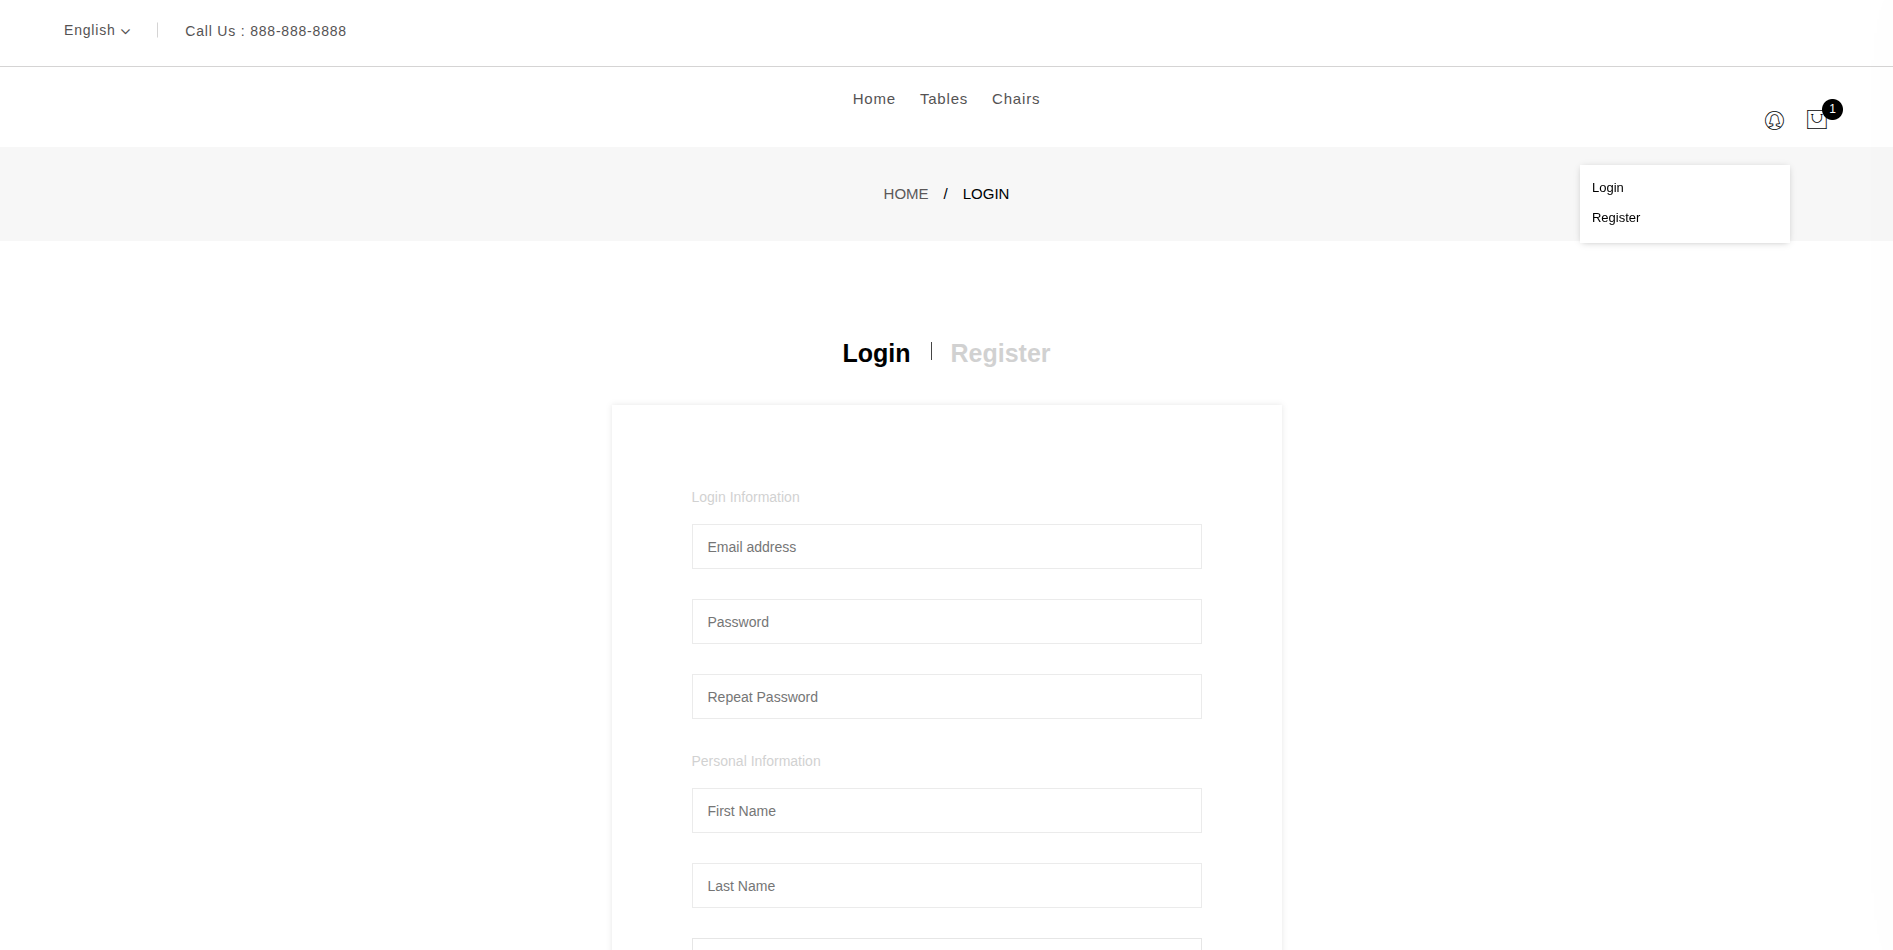 English
Call Us : 888-888-8888
Home Tables Chairs
1
HOME / LOGIN
Login
Register
Login Register
Login Information
Email address
Password
Repeat Password
Personal Information
First Name
Last Name